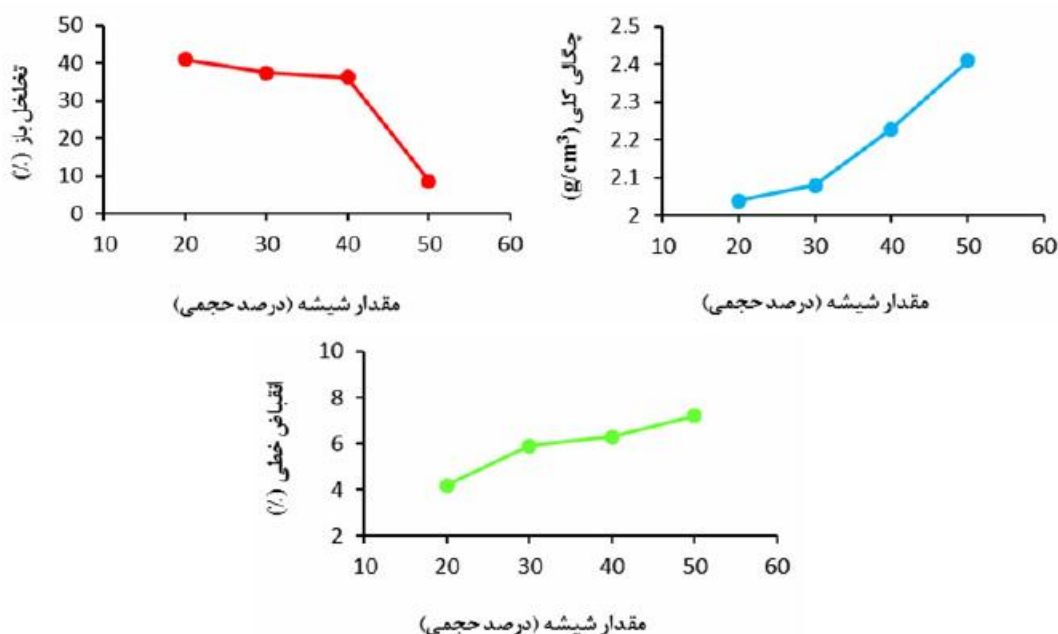 تخلخل باز (٪)
50
40
30
20
10
0
10 20 30 40 50 60
مقدار شیشه (درصد حجمی)
چگالی کلی (g/cm³)
2.5
2.4
2.3
2.2
2.1
2
10 20 30 40 50 60
مقدار شیشه (درصد حجمی)
انقباض خطی (٪)
10
8
6
4
2
10 20 30 40 50 60
مقدار شیشه (درصد حجمی)